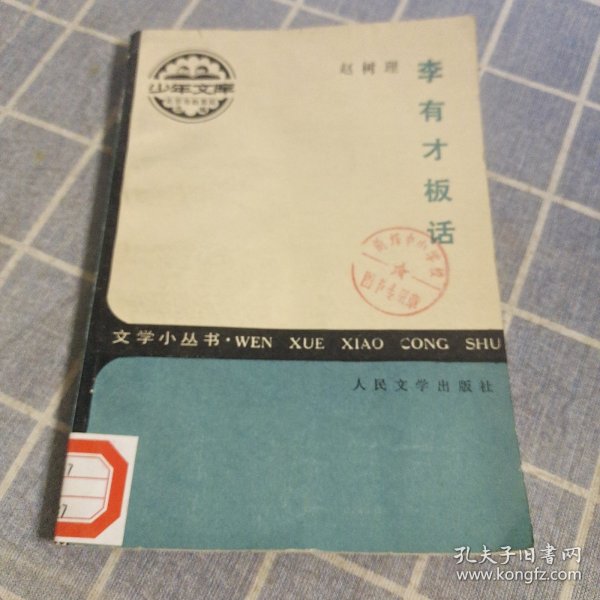 少年文库
赵树理
李有才板话
文学小丛书·WEN XUE XIAO CONG SHU
人民文学出版社
7
7
孔夫子旧书网
www.kongfz.com